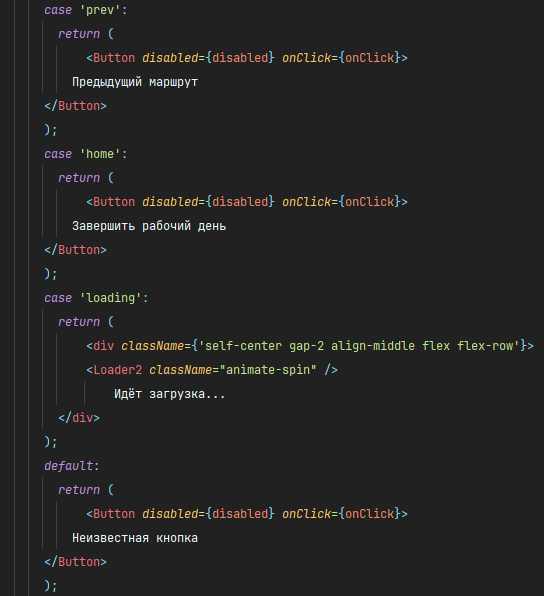 case 'prev':
return (
<Button disabled={disabled} onClick={onClick}>
Предыдущий маршрут
</Button>
);
case 'home':
return (
<Button disabled={disabled} onClick={onClick}>
Завершить рабочий день
</Button>
);
case 'loading':
return (
<div className={'self-center gap-2 align-middle flex flex-row'}>
<Loader2 className="animate-spin" />
Идёт загрузка...
</div>
);
default:
return (
<Button disabled={disabled} onClick={onClick}>
Неизвестная кнопка
</Button>
);